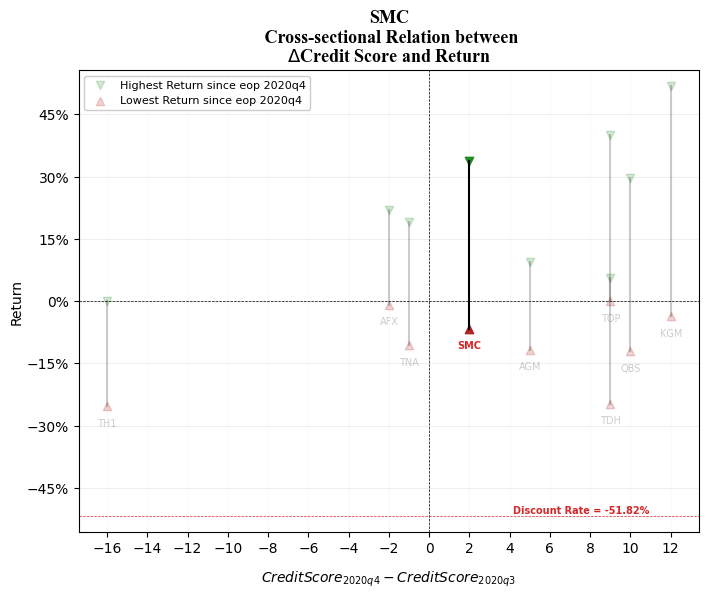 SMC
Cross-sectional Relation between
ΔCredit Score and Return
Highest Return since eop 2020q4
Lowest Return since eop 2020q4
45%
30%
15%
0%
−15%
−30%
−45%
Return
TH1
AFX
TNA
SMC
AGM
TOP
TDH
QBS
KGM
Discount Rate = -51.82%
−16 −14 −12 −10 −8 −6 −4 −2 0 2 4 6 8 10 12
CreditScore2020q4 − CreditScore2020q3